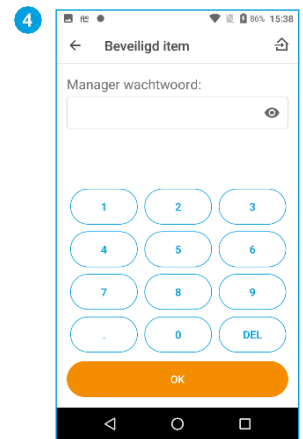 4
86% 15:38
Beveiligd item
Manager wachtwoord:
1 2 3
4 5 6
7 8 9
. 0 DEL
OK